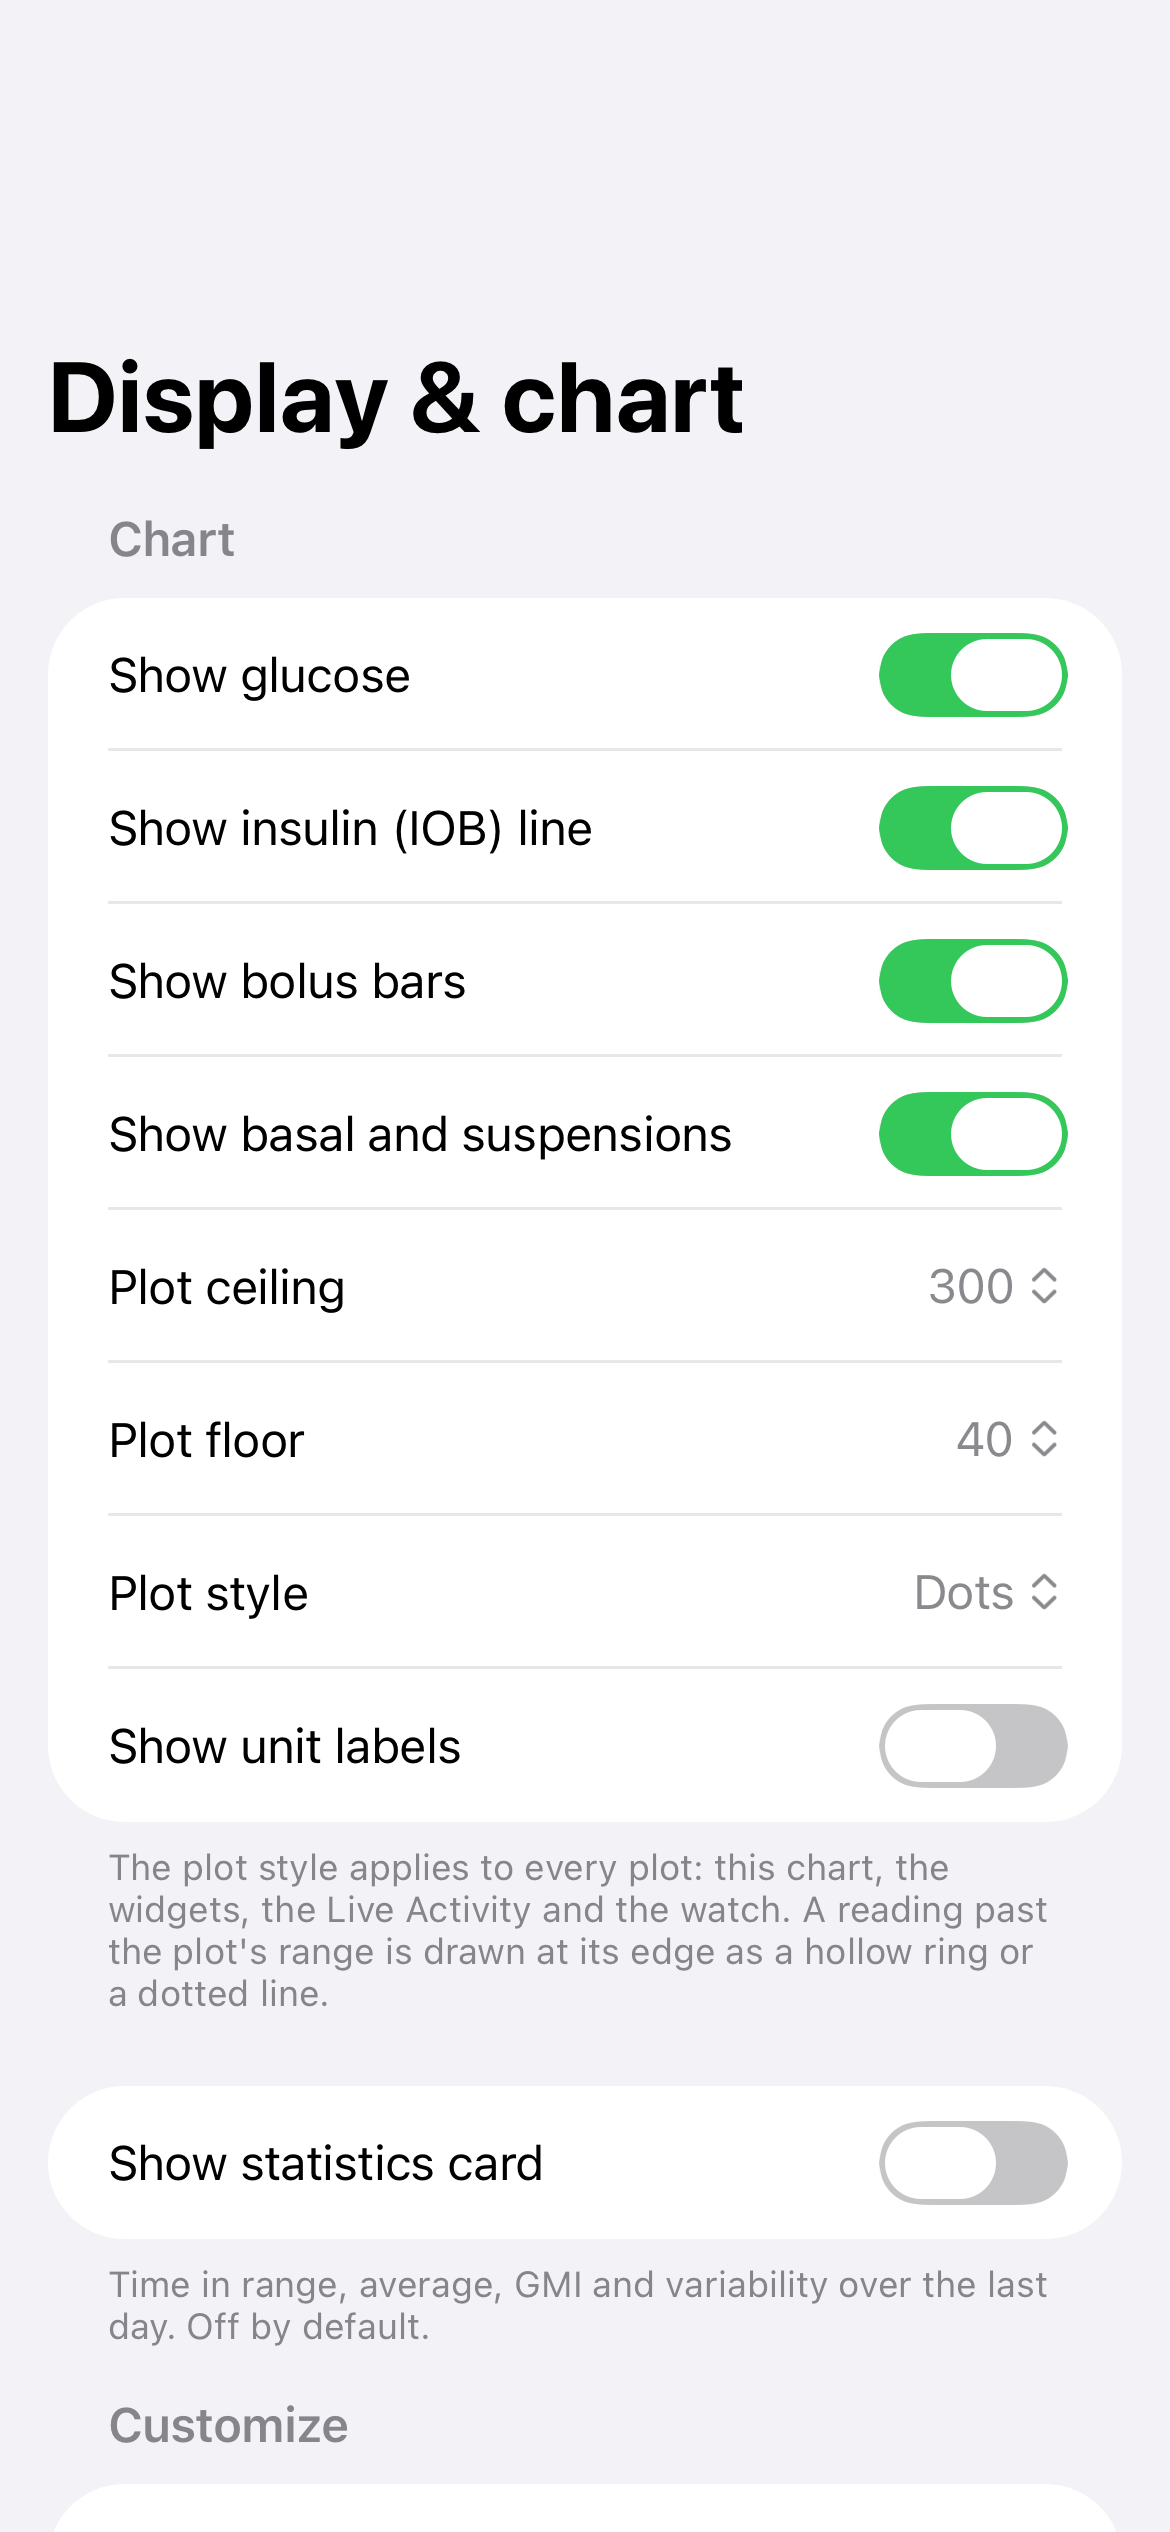 Display & chart
Chart
Show glucose
Show insulin (IOB) line
Show bolus bars
Show basal and suspensions
Plot ceiling 300
Plot floor 40
Plot style Dots
Show unit labels
The plot style applies to every plot: this chart, the
widgets, the Live Activity and the watch. A reading past
the plot's range is drawn at its edge as a hollow ring or
a dotted line.
Show statistics card
Time in range, average, GMI and variability over the last
day. Off by default.
Customize